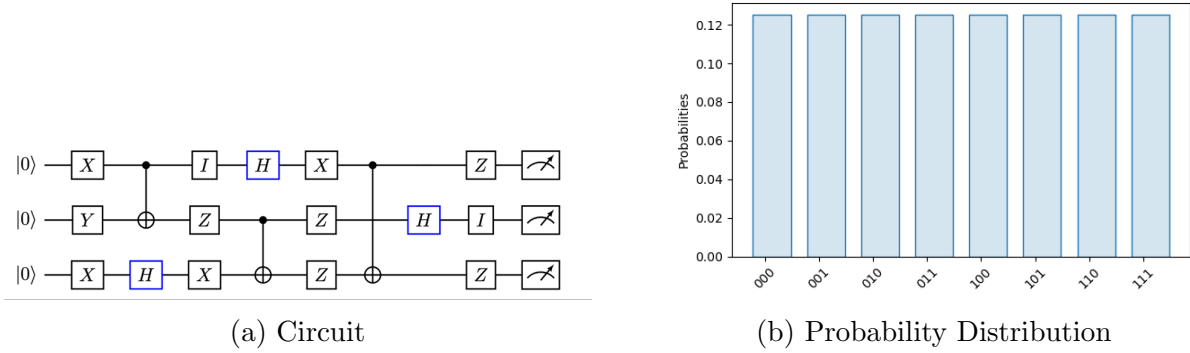 |0⟩ X I H X Z
|0⟩ Y Z Z H I
|0⟩ X H X Z Z
(a) Circuit
Probabilities
0.12
0.10
0.08
0.06
0.04
0.02
0.00
000 001 010 011 100 101 110 111
(b) Probability Distribution